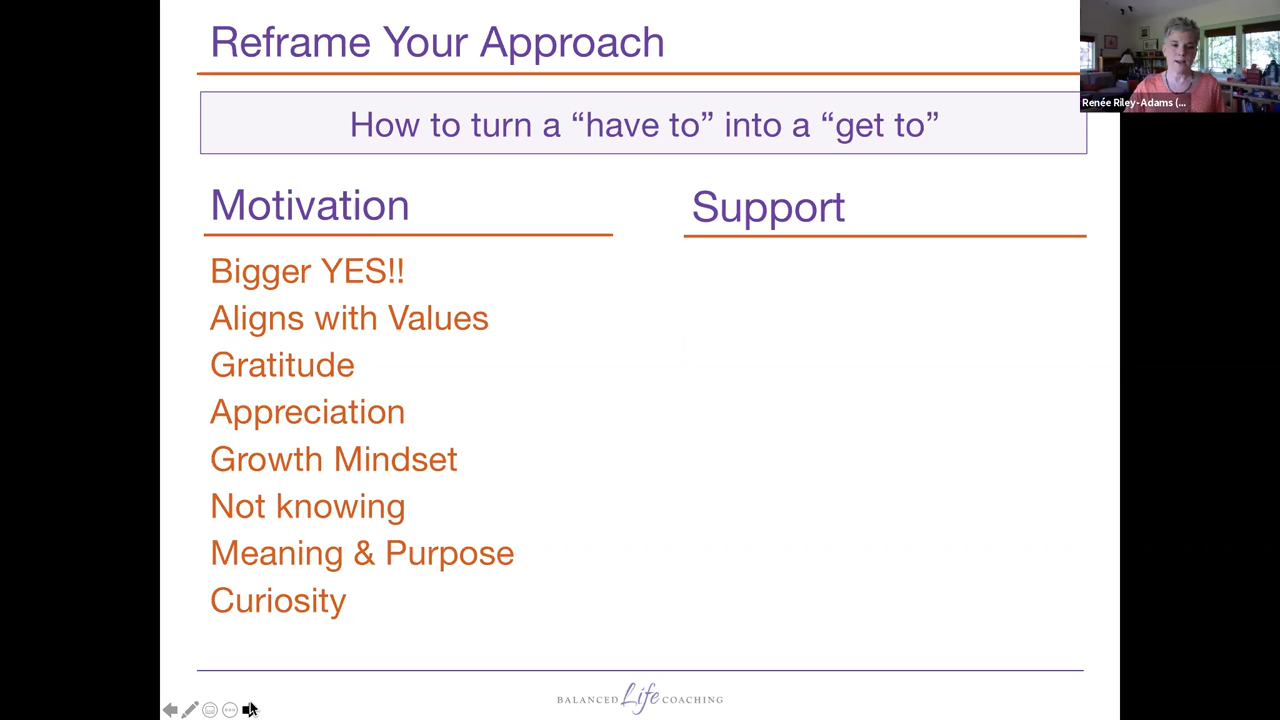 Reframe Your Approach
Renée Riley-Adams (...
How to turn a “have to” into a “get to”
Motivation
Support
Bigger YES!!
Aligns with Values
Gratitude
Appreciation
Growth Mindset
Not knowing
Meaning & Purpose
Curiosity
BALANCED Life COACHING